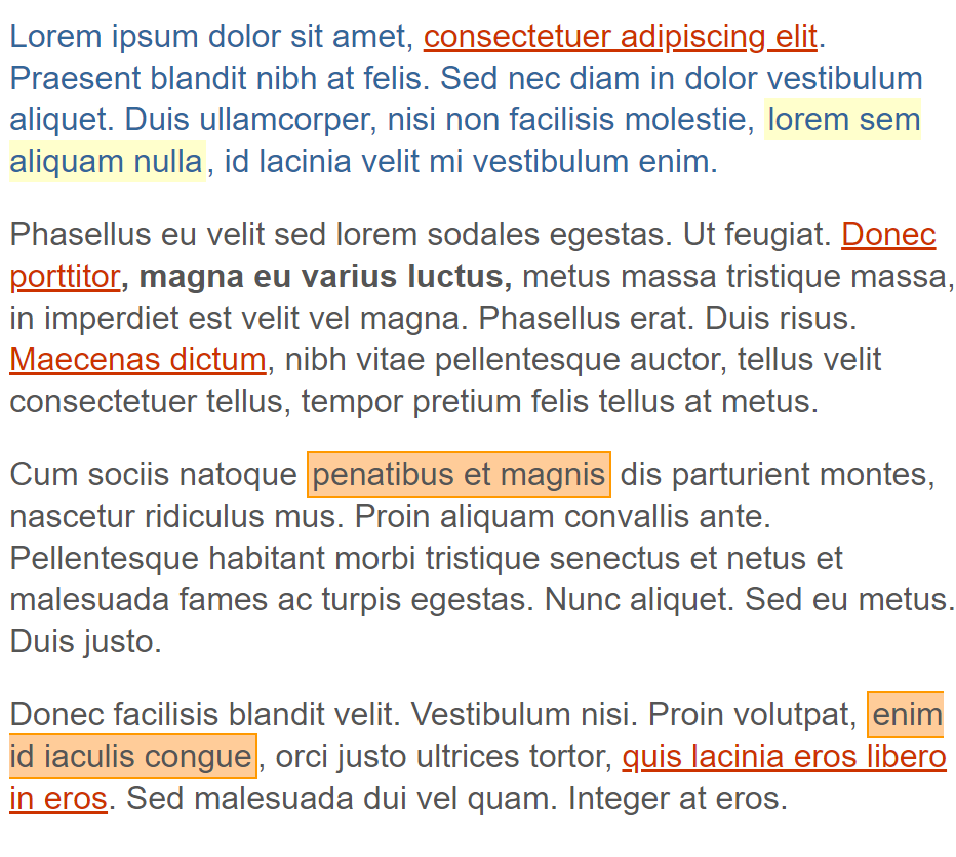 Lorem ipsum dolor sit amet, consectetuer adipiscing elit.
Praesent blandit nibh at felis. Sed nec diam in dolor vestibulum
aliquet. Duis ullamcorper, nisi non facilisis molestie, lorem sem
aliquam nulla, id lacinia velit mi vestibulum enim.
Phasellus eu velit sed lorem sodales egestas. Ut feugiat. Donec
porttitor, magna eu varius luctus, metus massa tristique massa,
in imperdiet est velit vel magna. Phasellus erat. Duis risus.
Maecenas dictum, nibh vitae pellentesque auctor, tellus velit
consectetuer tellus, tempor pretium felis tellus at metus.
Cum sociis natoque penatibus et magnis dis parturient montes,
nascetur ridiculus mus. Proin aliquam convallis ante.
Pellentesque habitant morbi tristique senectus et netus et
malesuada fames ac turpis egestas. Nunc aliquet. Sed eu metus.
Duis justo.
Donec facilisis blandit velit. Vestibulum nisi. Proin volutpat, enim
id iaculis congue, orci justo ultrices tortor, quis lacinia eros libero
in eros. Sed malesuada dui vel quam. Integer at eros.